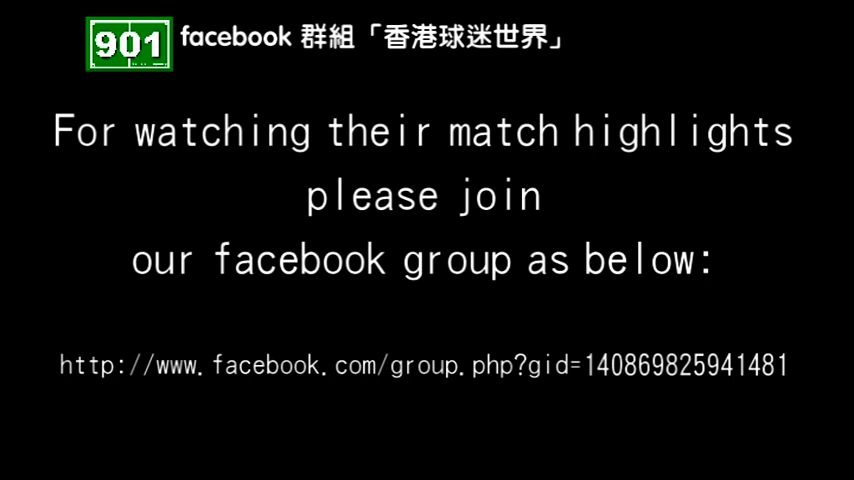 901 facebook 群組「香港球迷世界」
For watching their match highlights
please join
our facebook group as below:
http://www.facebook.com/group.php?gid=140869825941481